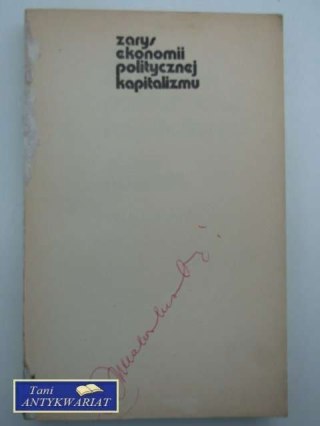 zarys
ekonomii
politycznej
kapitalizmu
Tani
ANTYKWARIAT